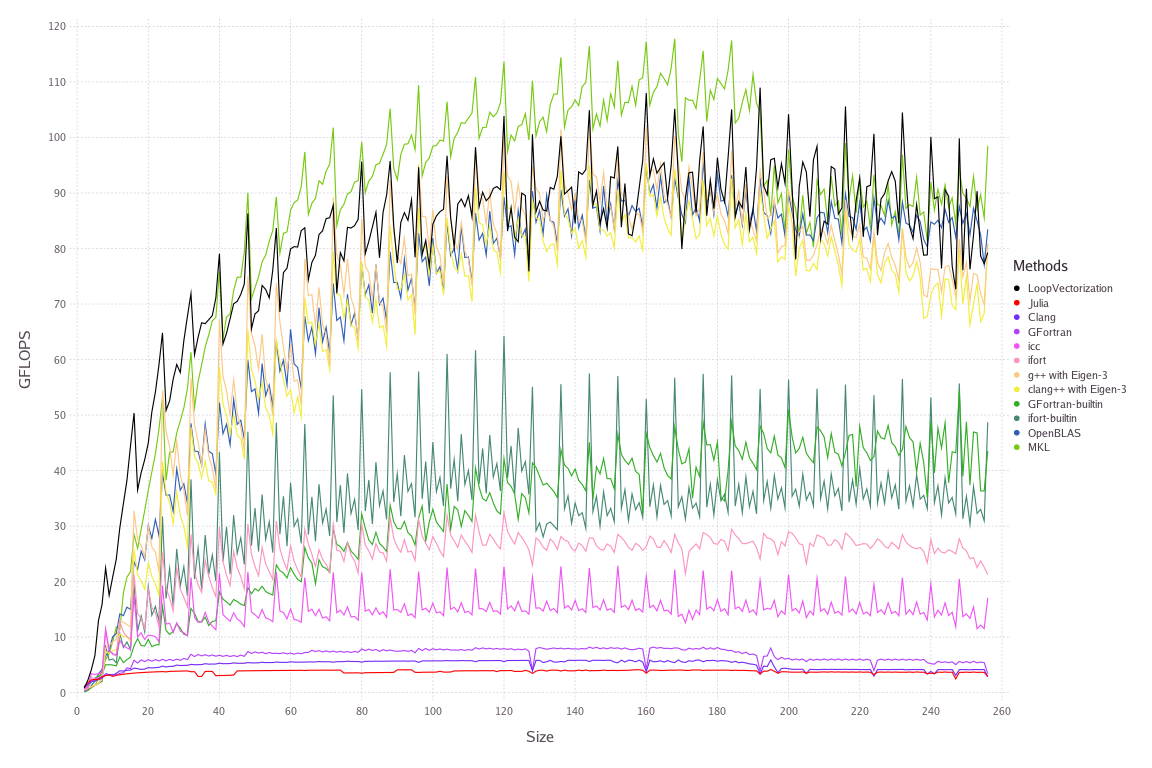 120
110
100
90
80
70
60
50
40
30
20
10
0
GFLOPS
0 20 40 60 80 100 120 140 160 180 200 220 240 260
Size
Methods
LoopVectorization
Julia
Clang
GFortran
icc
ifort
g++ with Eigen-3
clang++ with Eigen-3
GFortran-builtin
ifort-builtin
OpenBLAS
MKL